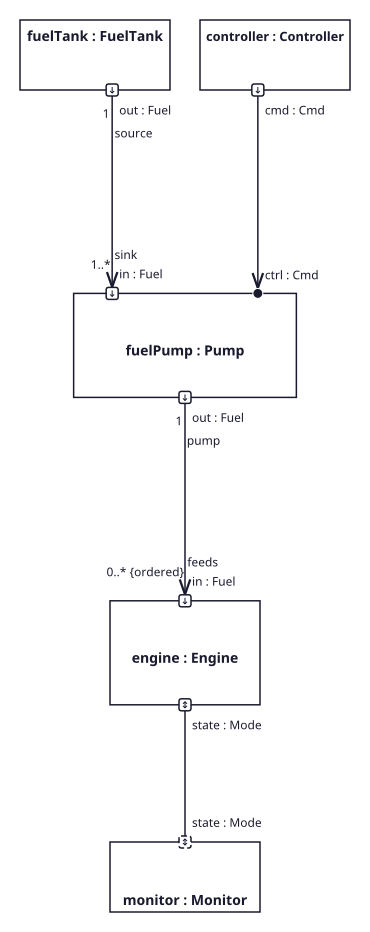 fuelTank : FuelTank
controller : Controller
1
out : Fuel
cmd : Cmd
source
sink
1..*
in : Fuel
ctrl : Cmd
fuelPump : Pump
1
out : Fuel
pump
feeds
0..* {ordered}
in : Fuel
engine : Engine
state : Mode
state : Mode
monitor : Monitor